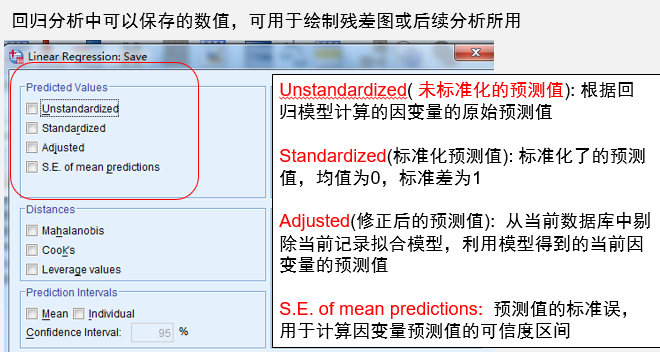 回归分析中可以保存的数值，可用于绘制残差图或后续分析所用
Linear Regression: Save
Predicted Values
Unstandardized
Standardized
Adjusted
S.E. of mean predictions
Distances
Mahalanobis
Cook's
Leverage values
Prediction Intervals
Mean Individual
Confidence Interval: 95 %
Unstandardized( 未标准化的预测值): 根据回
归模型计算的因变量的原始预测值
Standardized(标准化预测值): 标准化了的预测
值，均值为0，标准差为1
Adjusted(修正后的预测值): 从当前数据库中剔
除当前记录拟合模型，利用模型得到的当前因
变量的预测值
S.E. of mean predictions: 预测值的标准误，
用于计算因变量预测值的可信度区间